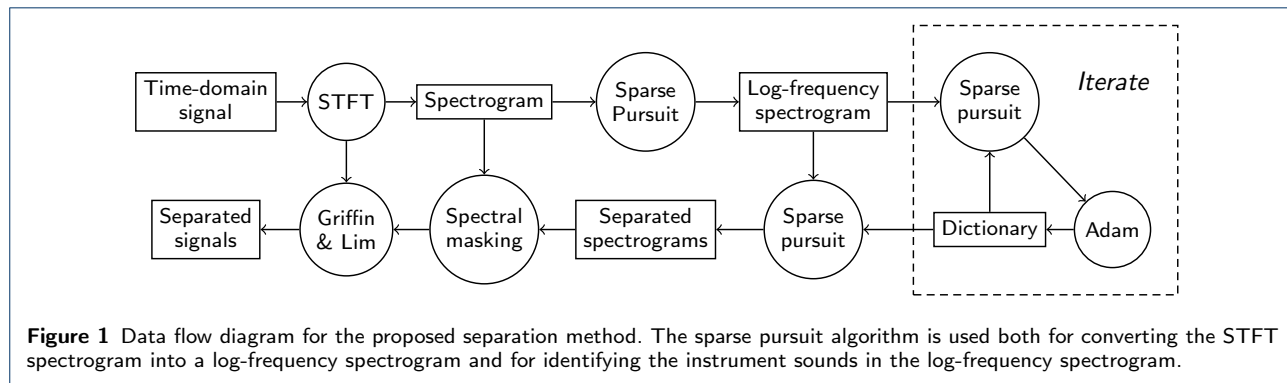 Time-domain
signal
STFT
Spectrogram
Sparse
Pursuit
Log-frequency
spectrogram
Sparse
pursuit
Iterate
Separated
signals
Griffin
& Lim
Spectral
masking
Separated
spectrograms
Sparse
pursuit
Dictionary
Adam
Figure 1 Data flow diagram for the proposed separation method. The sparse pursuit algorithm is used both for converting the STFT
spectrogram into a log-frequency spectrogram and for identifying the instrument sounds in the log-frequency spectrogram.